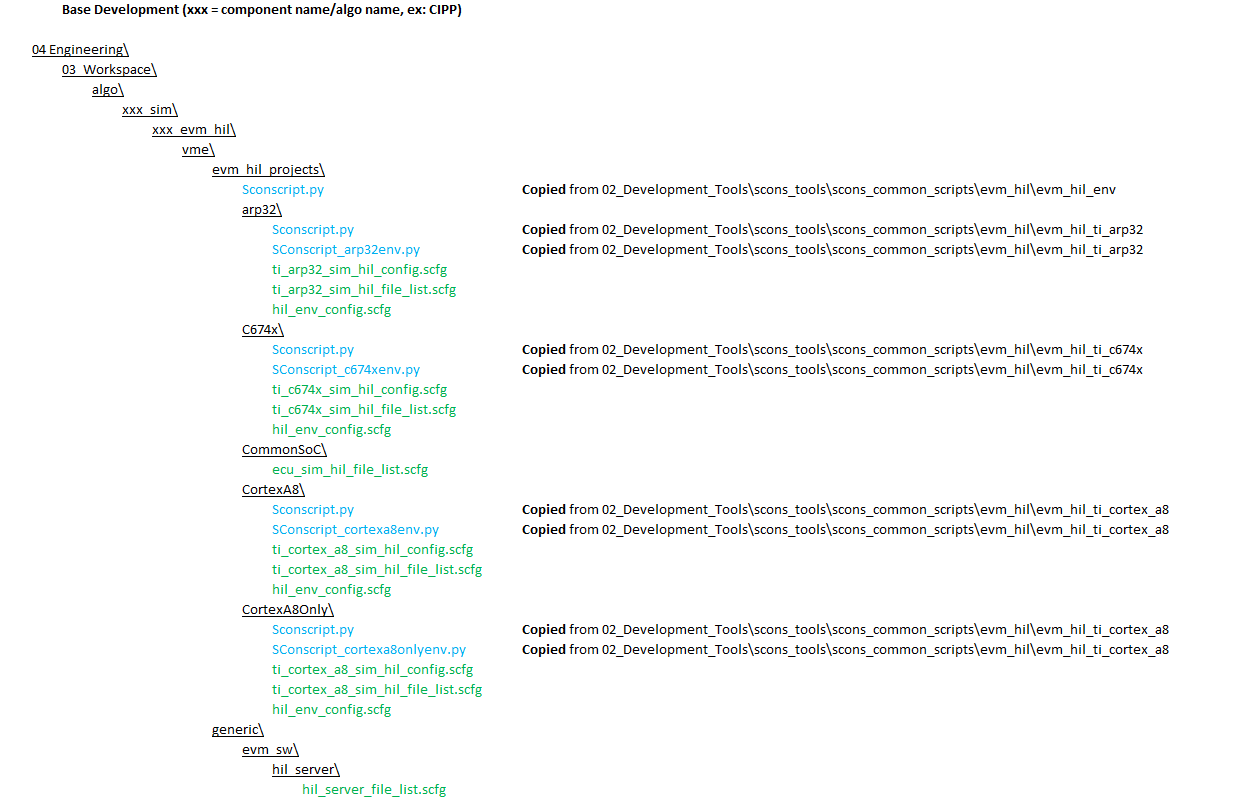 Base Development (xxx = component name/algo name, ex: CIPP)
04 Engineering\
03_Workspace\
algo\
xxx_sim\
xxx_evm_hil\
vme\
evm_hil_projects\
Sconscript.py Copied from 02_Development_Tools\scons_tools\scons_common_scripts\evm_hil\evm_hil_env
arp32\
Sconscript.py Copied from 02_Development_Tools\scons_tools\scons_common_scripts\evm_hil\evm_hil_ti_arp32
SConscript_arp32env.py Copied from 02_Development_Tools\scons_tools\scons_common_scripts\evm_hil\evm_hil_ti_arp32
ti_arp32_sim_hil_config.scfg
ti_arp32_sim_hil_file_list.scfg
hil_env_config.scfg
C674x\
Sconscript.py Copied from 02_Development_Tools\scons_tools\scons_common_scripts\evm_hil\evm_hil_ti_c674x
SConscript_c674xenv.py Copied from 02_Development_Tools\scons_tools\scons_common_scripts\evm_hil\evm_hil_ti_c674x
ti_c674x_sim_hil_config.scfg
ti_c674x_sim_hil_file_list.scfg
hil_env_config.scfg
CommonSoC\
ecu_sim_hil_file_list.scfg
CortexA8\
Sconscript.py Copied from 02_Development_Tools\scons_tools\scons_common_scripts\evm_hil\evm_hil_ti_cortex_a8
SConscript_cortexa8env.py Copied from 02_Development_Tools\scons_tools\scons_common_scripts\evm_hil\evm_hil_ti_cortex_a8
ti_cortex_a8_sim_hil_config.scfg
ti_cortex_a8_sim_hil_file_list.scfg
hil_env_config.scfg
CortexA8Only\
Sconscript.py Copied from 02_Development_Tools\scons_tools\scons_common_scripts\evm_hil\evm_hil_ti_cortex_a8
SConscript_cortexa8onlyenv.py Copied from 02_Development_Tools\scons_tools\scons_common_scripts\evm_hil\evm_hil_ti_cortex_a8
ti_cortex_a8_sim_hil_config.scfg
ti_cortex_a8_sim_hil_file_list.scfg
hil_env_config.scfg
generic\
evm_sw\
hil_server\
hil_server_file_list.scfg